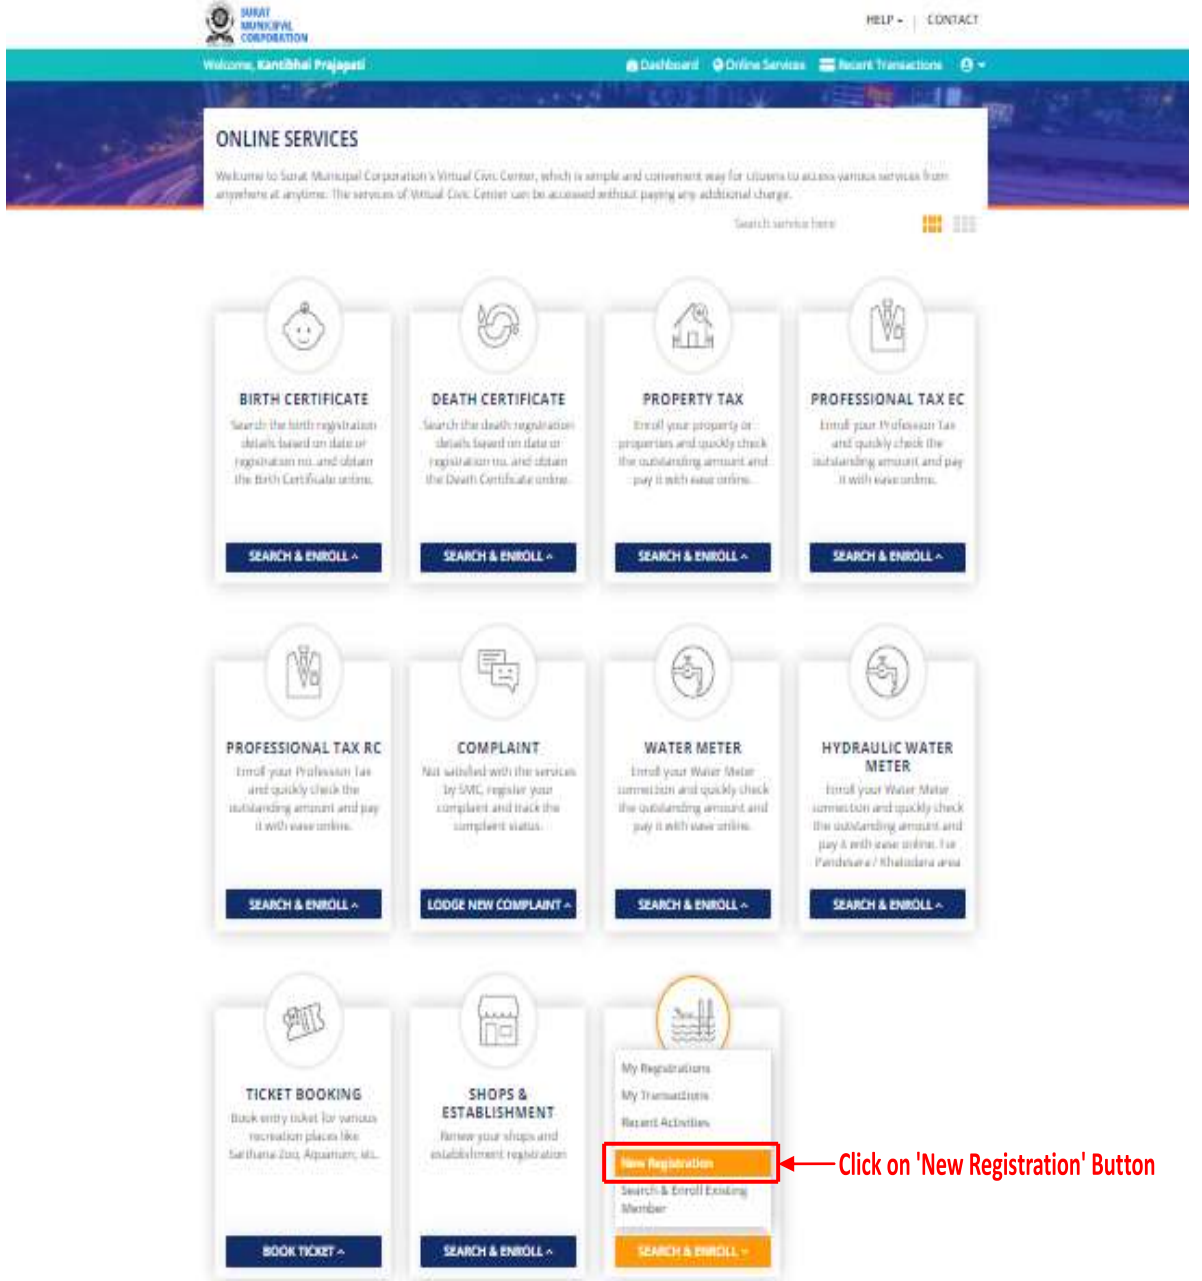 SURAT
MUNICIPAL
CORPORATION
HELP
CONTACT
Welcome, Kantibhai Prajapati
Dashboard
Online Services
Recent Transactions
ONLINE SERVICES
Welcome to Surat Municipal Corporation's Virtual Civic Center, which is simple and convenient way for citizens to access various services from
anywhere at anytime. The services of Virtual Civic Center can be accessed without paying any additional charge.
Search service here
BIRTH CERTIFICATE
Search the birth registration
details based on date or
registration no. and obtain
the Birth Certificate online.
SEARCH & ENROLL
DEATH CERTIFICATE
Search the death registration
details based on date or
registration no. and obtain
the Death Certificate online.
SEARCH & ENROLL
PROPERTY TAX
Enroll your property or
properties and quickly check
the outstanding amount and
pay it with ease online.
SEARCH & ENROLL
PROFESSIONAL TAX EC
Enroll your Profession Tax
and quickly check the
outstanding amount and pay
it with ease online.
SEARCH & ENROLL
PROFESSIONAL TAX RC
Enroll your Profession Tax
and quickly check the
outstanding amount and pay
it with ease online.
SEARCH & ENROLL
COMPLAINT
Not satisfied with the services
by SMC, register your
complaint and track the
complaint status.
LODGE NEW COMPLAINT
WATER METER
Enroll your Water Meter
connection and quickly check
the outstanding amount and
pay it with ease online.
SEARCH & ENROLL
HYDRAULIC WATER
METER
Enroll your Water Meter
connection and quickly check
the outstanding amount and
pay it with ease online. For
Pandesara / Khatodara area
SEARCH & ENROLL
TICKET BOOKING
Book entry ticket for various
recreation places like
Sarthana Zoo, Aquarium, etc.
BOOK TICKET
SHOPS &
ESTABLISHMENT
Renew your shops and
establishment registration
SEARCH & ENROLL
My Registrations
My Transactions
Recent Activities
New Registration
Search & Enroll Existing
Member
SEARCH & ENROLL
Click on 'New Registration' Button